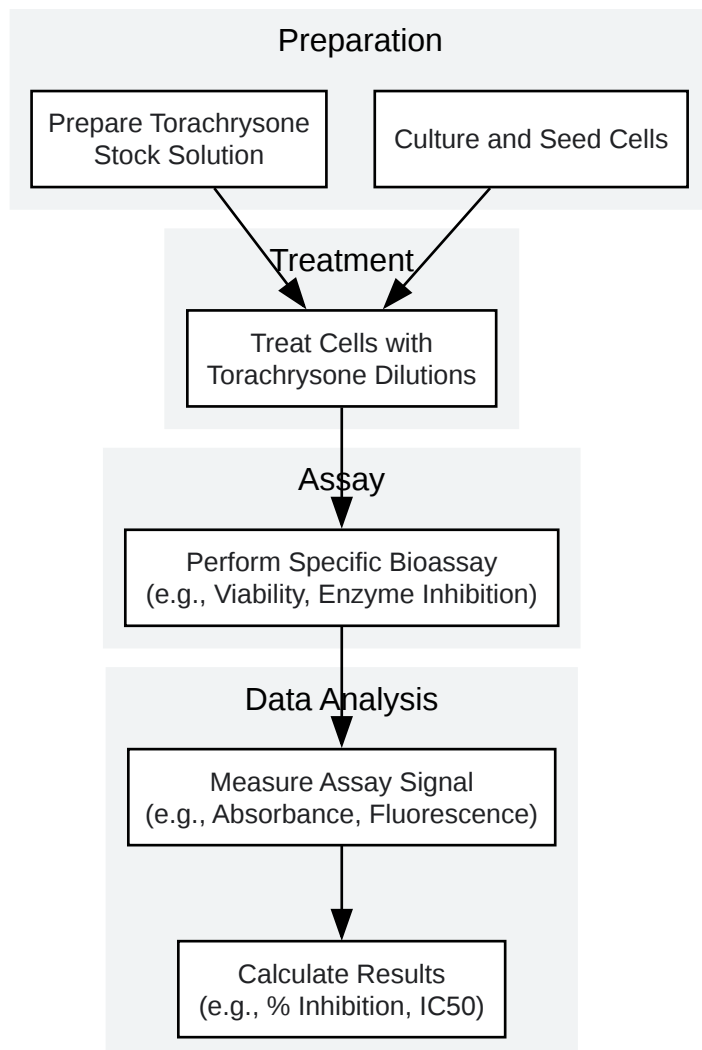 Preparation
Prepare Torachrysone
Stock Solution
Culture and Seed Cells
Treatment
Treat Cells with
Torachrysone Dilutions
Assay
Perform Specific Bioassay
(e.g., Viability, Enzyme Inhibition)
Data Analysis
Measure Assay Signal
(e.g., Absorbance, Fluorescence)
Calculate Results
(e.g., % Inhibition, IC50)